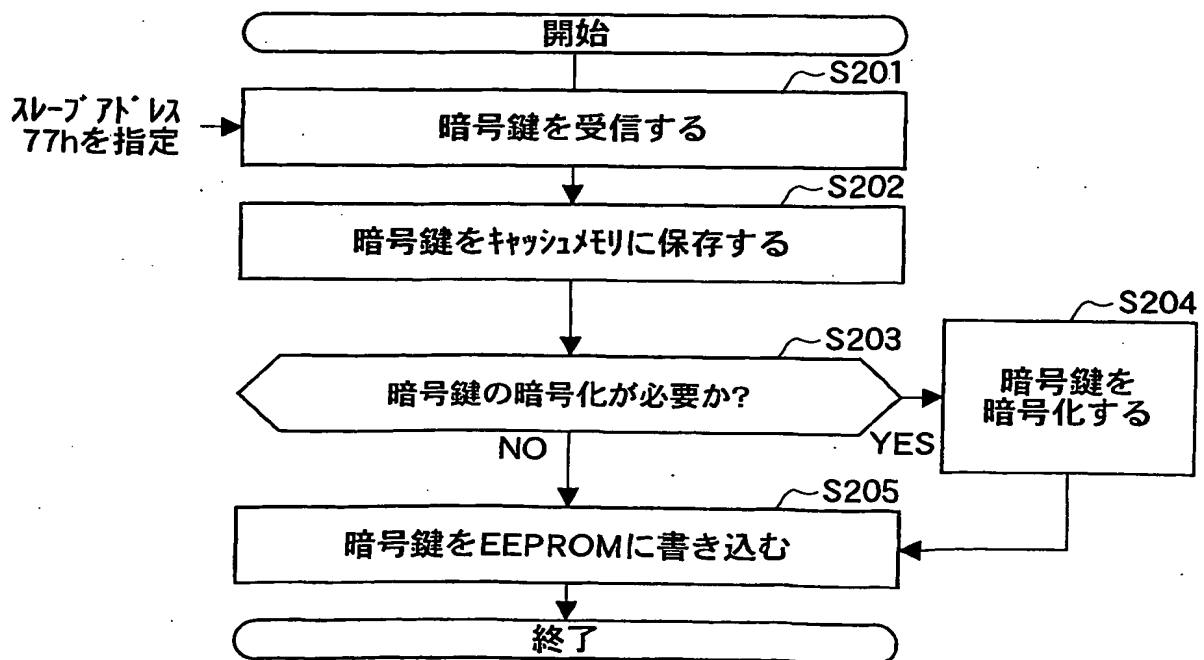 開始
S201
スレーブアドレス
77hを指定
暗号鍵を受信する
S202
暗号鍵をキャッシュメモリに保存する
S203
暗号鍵の暗号化が必要か?
NO
YES
S204
暗号鍵を
暗号化する
S205
暗号鍵をEEPROMに書き込む
終了